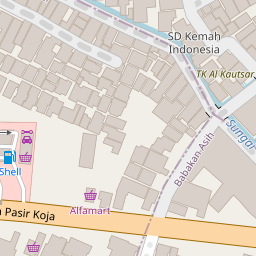 SD Kemah
Indonesia
TK Al Kautsar
Sungai
Babakan Asih
Shell
Alfamart
Pasir Koja